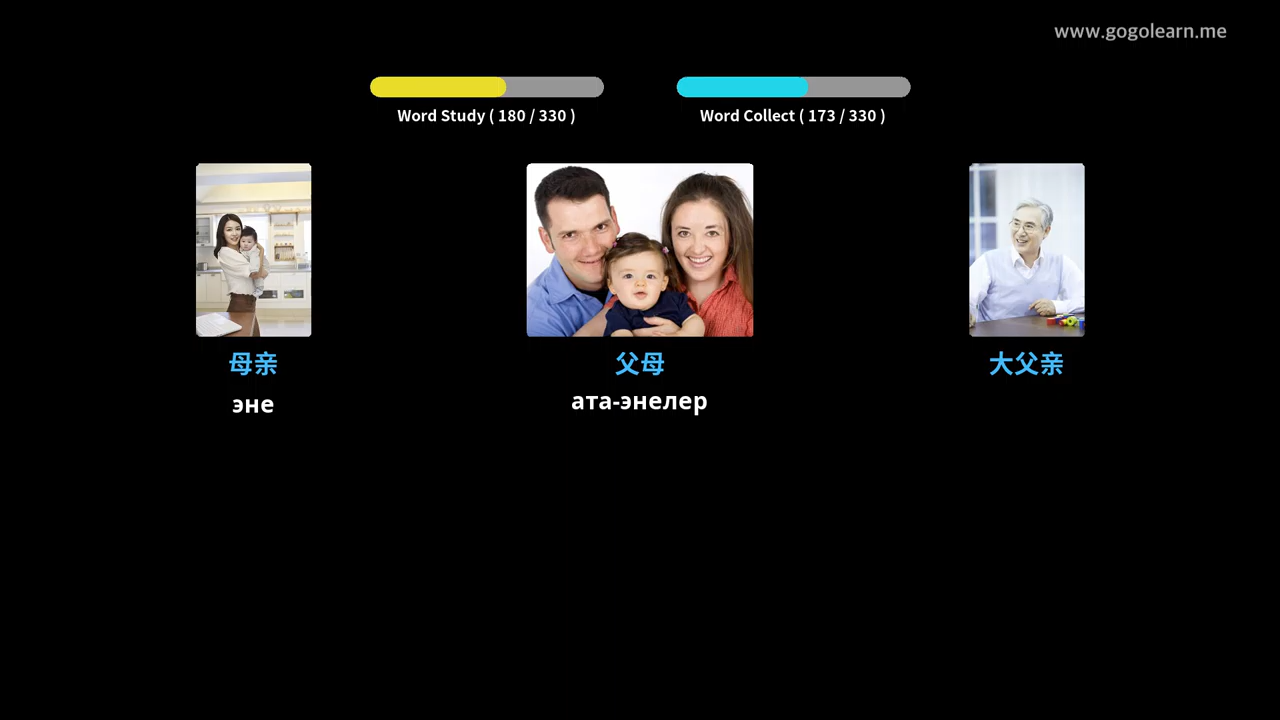 www.gogolearn.me
Word Study ( 180 / 330 )
Word Collect ( 173 / 330 )
母亲
父母
大父亲
эне
ата-энелер